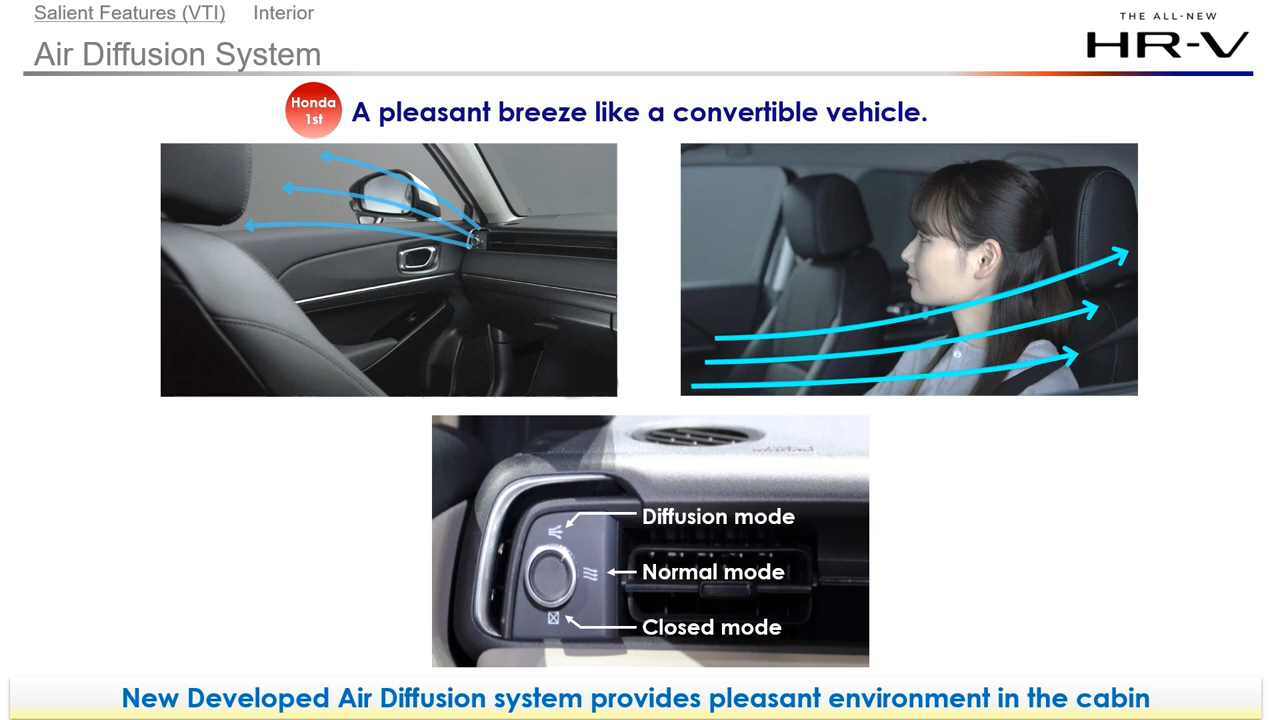 Salient Features (VTI) Interior
THE ALL-NEW
HR-V
Air Diffusion System
Honda
1st
A pleasant breeze like a convertible vehicle.
Diffusion mode
Normal mode
Closed mode
New Developed Air Diffusion system provides pleasant environment in the cabin